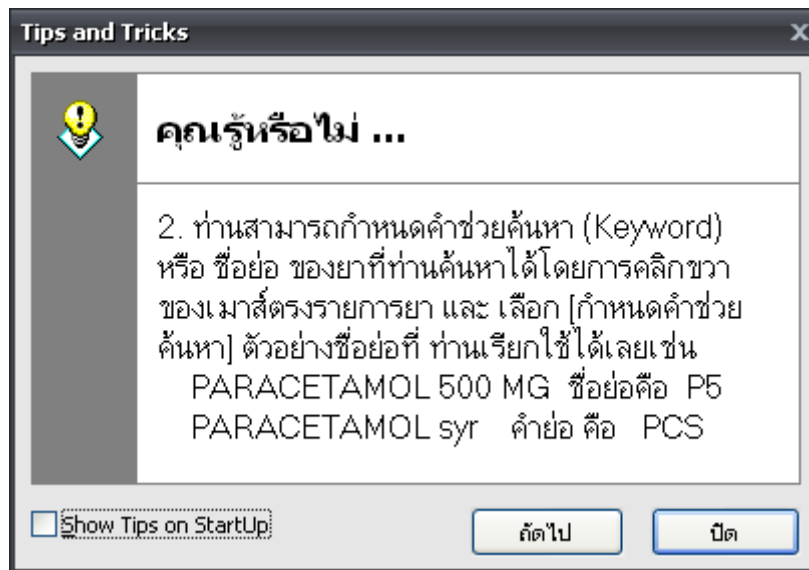 Tips and Tricks
คุณรู้หรือไม่ ...
2. ท่านสามารถกำหนดคำช่วยค้นหา (Keyword)
หรือ ชื่อย่อ ของยาที่ท่านค้นหาได้โดยการคลิกขวา
ของเมาส์ตรงรายการยา และ เลือก [กำหนดคำช่วย
ค้นหา] ตัวอย่างชื่อย่อที่ ท่านเรียกใช้ได้เลยเช่น
PARACETAMOL 500 MG ชื่อย่อคือ P5
PARACETAMOL syr คำย่อ คือ PCS
Show Tips on StartUp
ถัดไป
ปิด